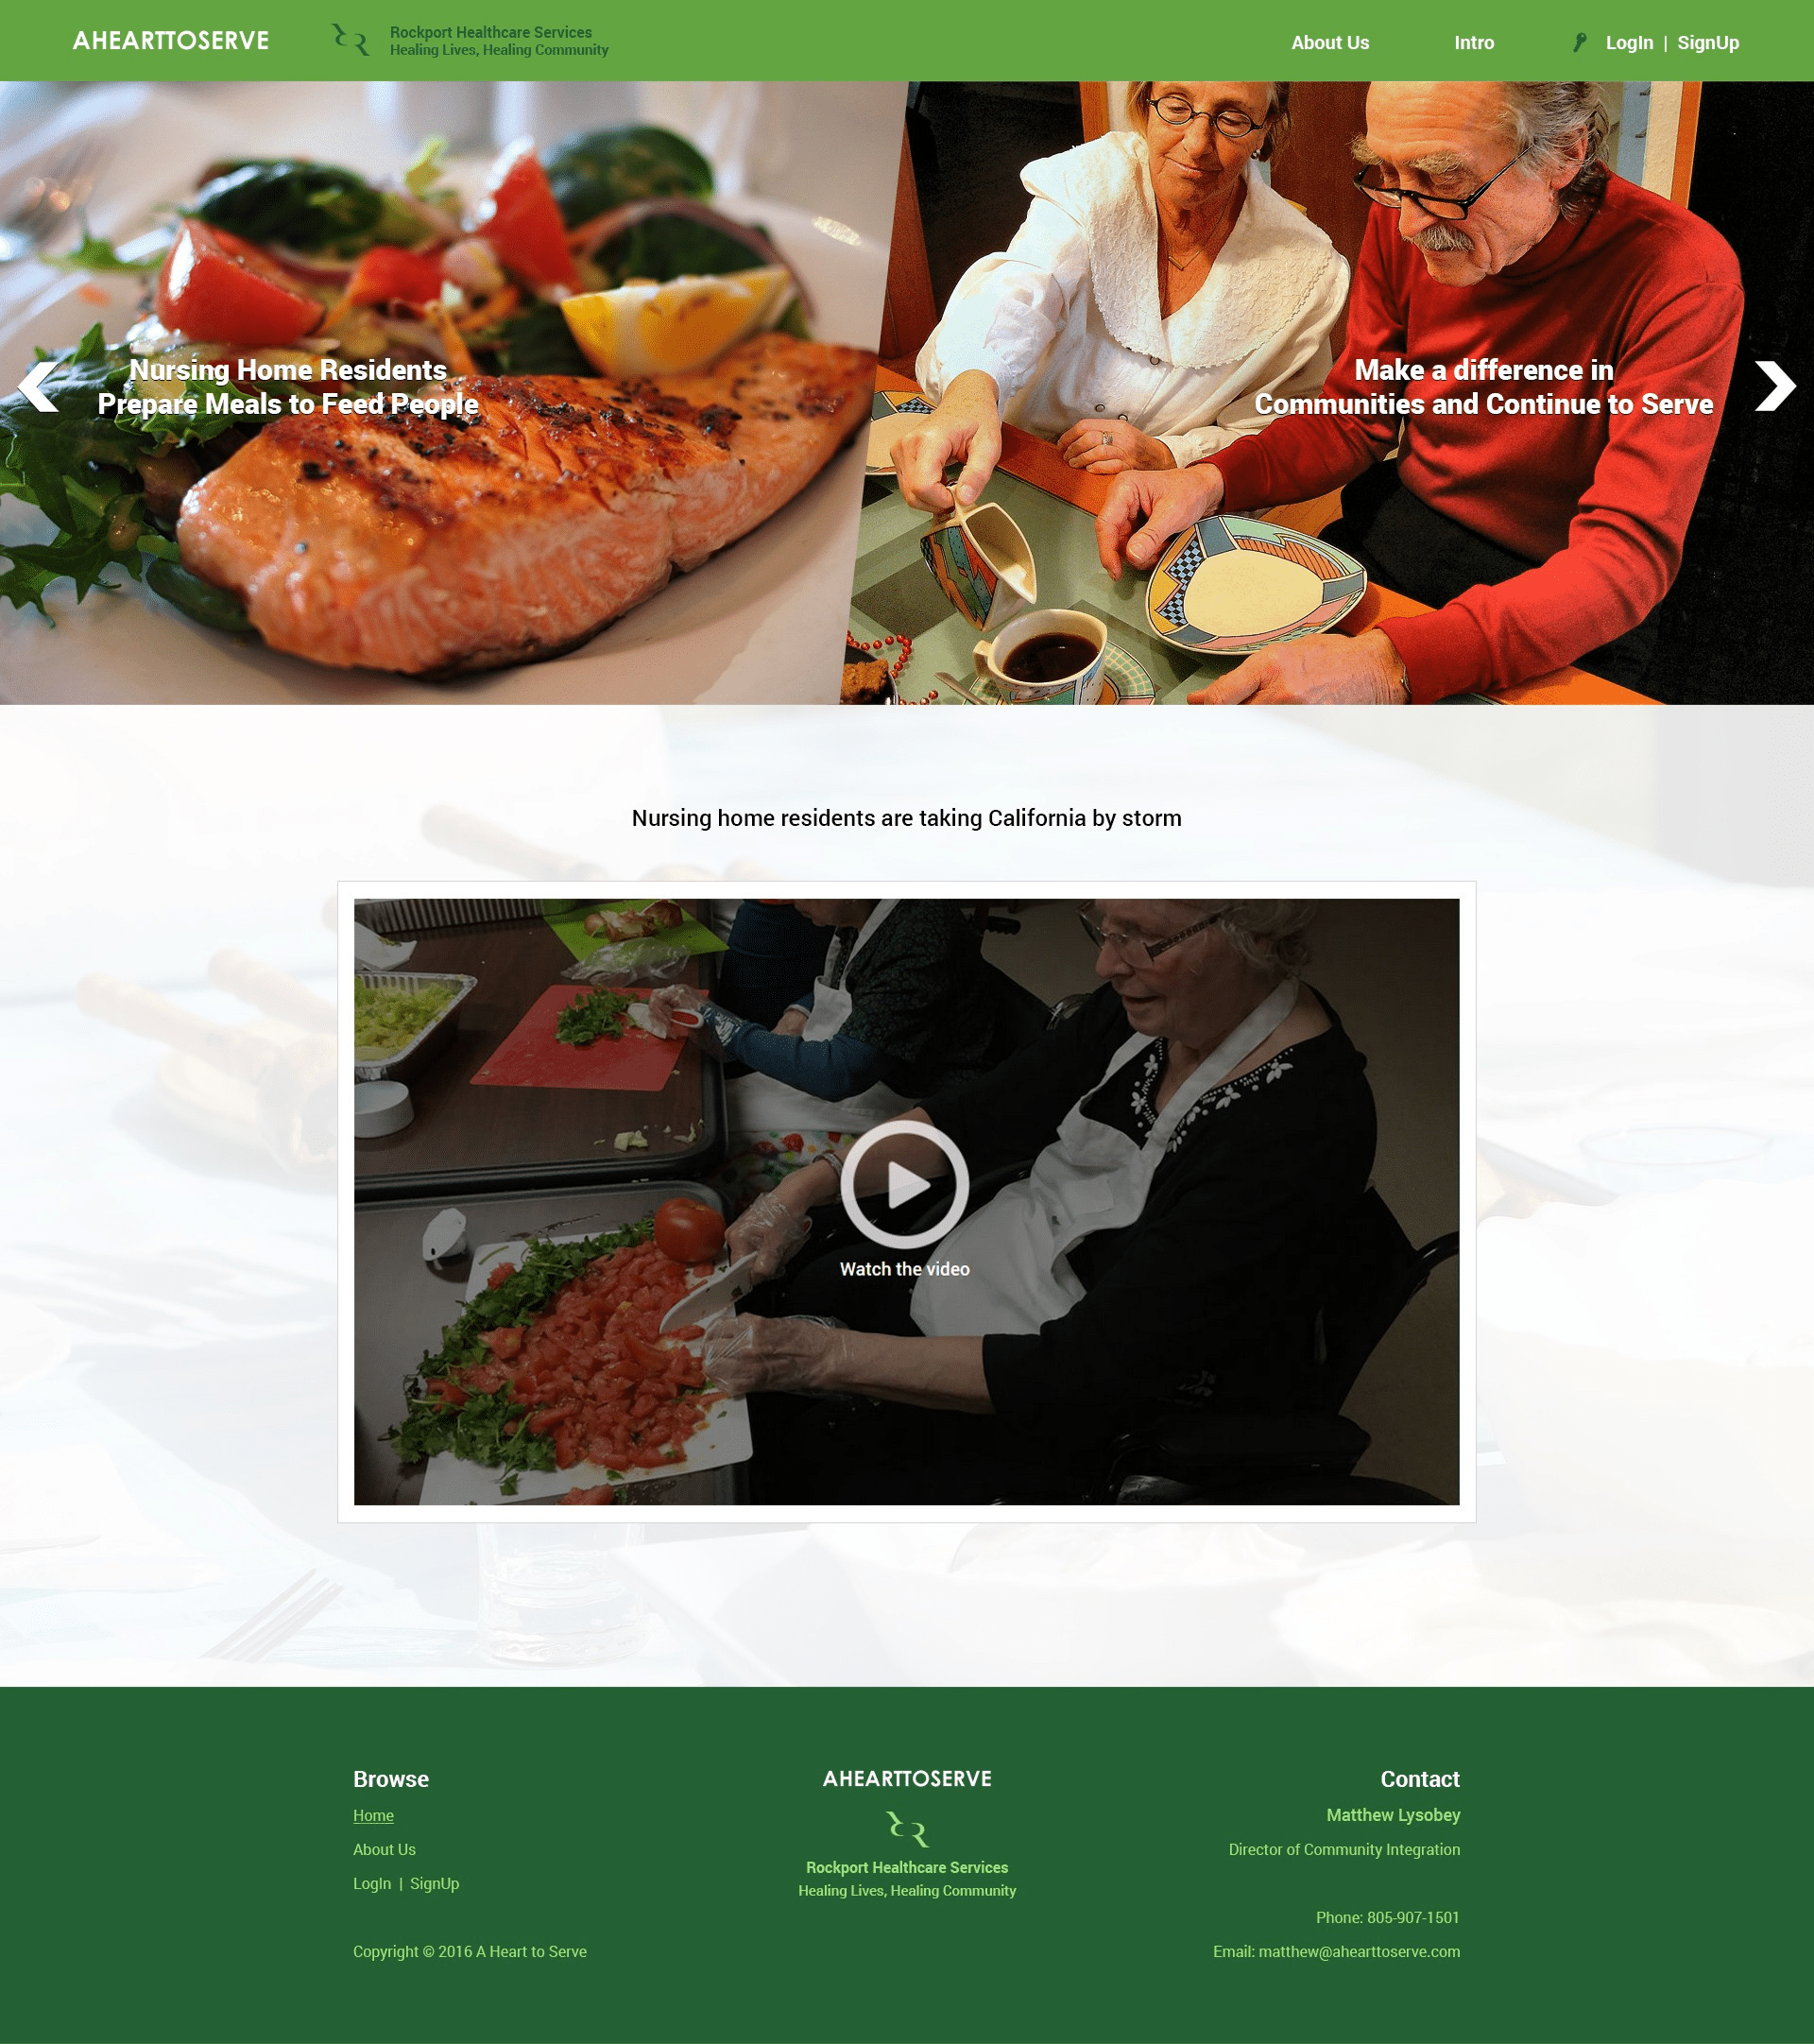 AHEARTTOSERVE
Rockport Healthcare Services
Healing Lives, Healing Community
About Us
Intro
LogIn | SignUp
Nursing Home Residents
Prepare Meals to Feed People
Make a difference in
Communities and Continue to Serve
Nursing home residents are taking California by storm
Watch the video
Browse
Home
About Us
LogIn | SignUp
Copyright © 2016 A Heart to Serve
AHEARTTOSERVE
Rockport Healthcare Services
Healing Lives, Healing Community
Contact
Matthew Lysobey
Director of Community Integration
Phone: 805-907-1501
Email: matthew@ahearttoserve.com